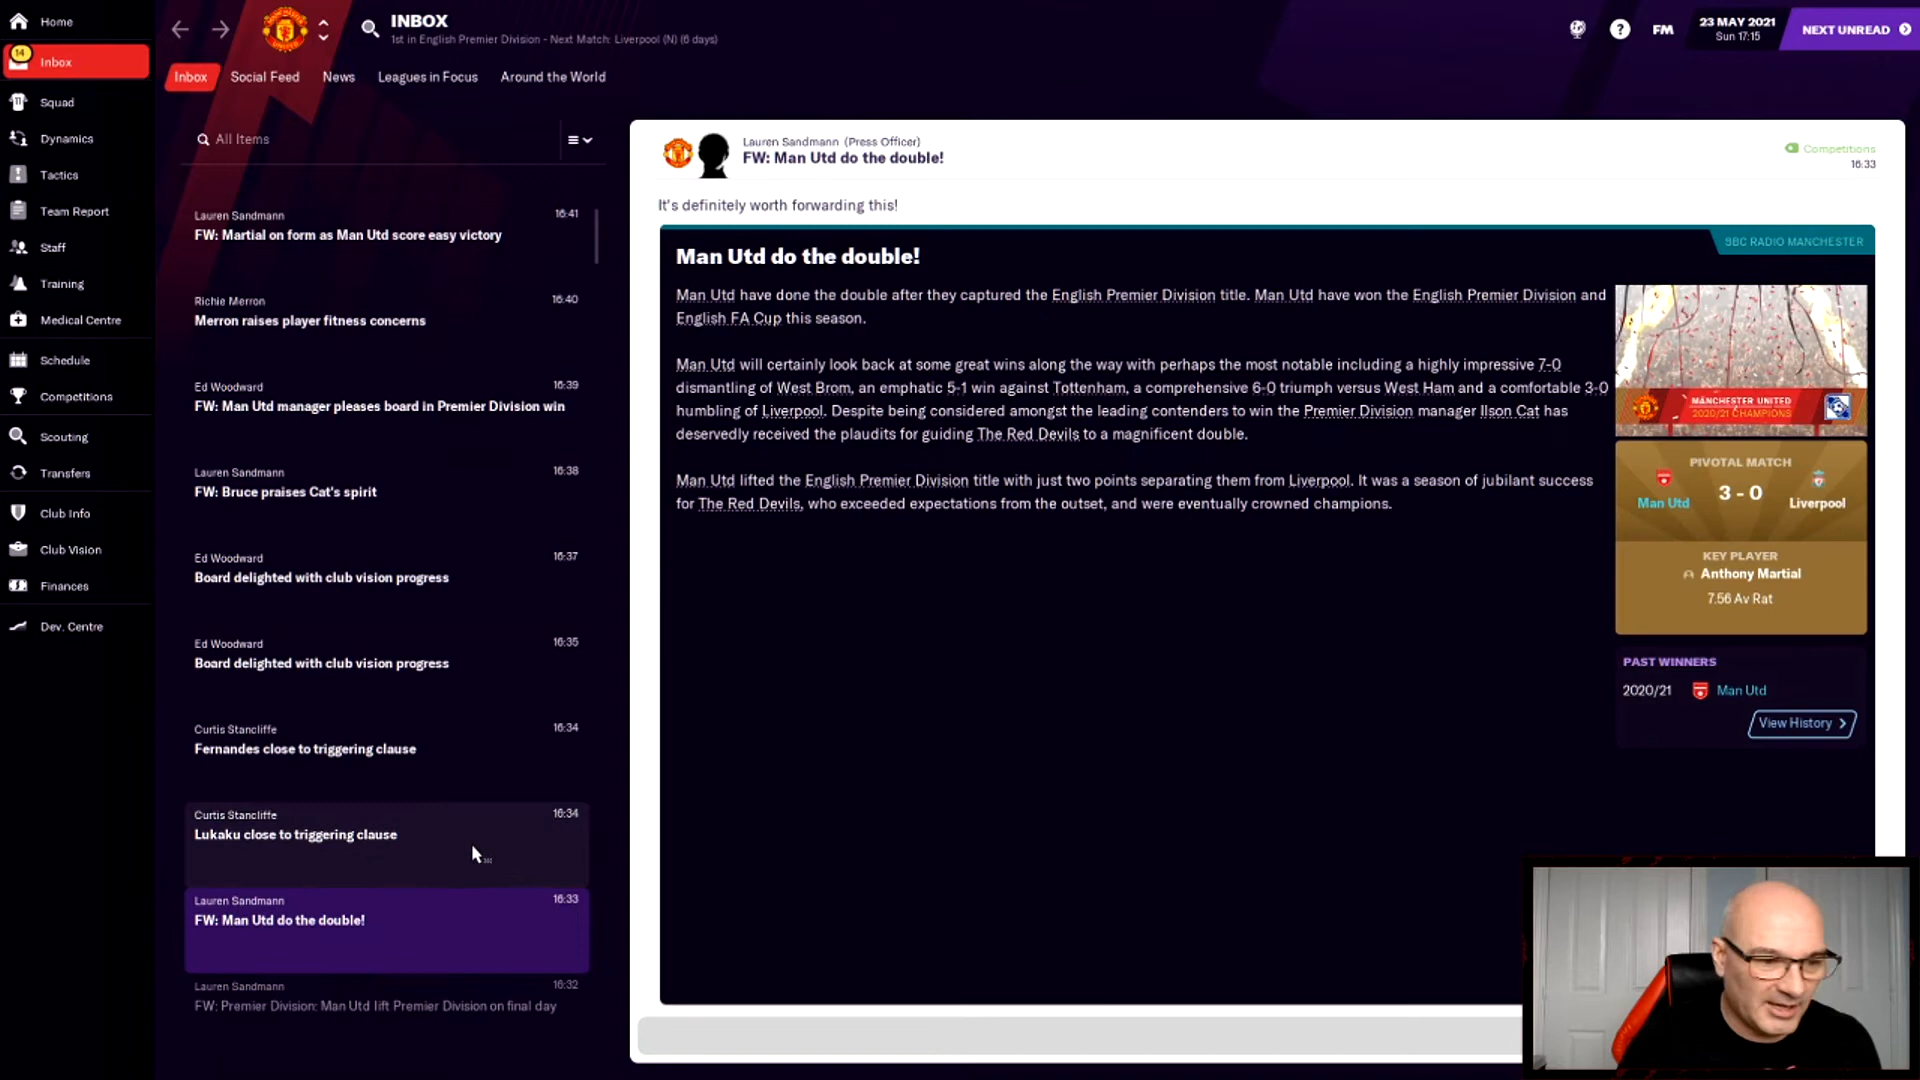 Home
14
Inbox
Squad
Dynamics
Tactics
Team Report
Staff
Training
Medical Centre
Schedule
Competitions
Scouting
Transfers
Club Info
Club Vision
Finances
Dev. Centre
INBOX
1st in English Premier Division - Next Match: Liverpool (N) (6 days)
?
FM
23 MAY 2021
Sun 17:15
NEXT UNREAD
Inbox
Social Feed
News
Leagues in Focus
Around the World
All Items
Lauren Sandmann 16:41
FW: Martial on form as Man Utd score easy victory
Richie Merron 16:40
Merron raises player fitness concerns
Ed Woodward 16:39
FW: Man Utd manager pleases board in Premier Division win
Lauren Sandmann 16:38
FW: Bruce praises Cat's spirit
Ed Woodward 16:37
Board delighted with club vision progress
Ed Woodward 16:35
Board delighted with club vision progress
Curtis Stancliffe 16:34
Fernandes close to triggering clause
Curtis Stancliffe 16:34
Lukaku close to triggering clause
Lauren Sandmann 16:33
FW: Man Utd do the double!
Lauren Sandmann 16:32
FW: Premier Division: Man Utd lift Premier Division on final day
Lauren Sandmann (Press Officer)
FW: Man Utd do the double!
Competitions
16:33
It's definitely worth forwarding this!
BBC RADIO MANCHESTER
Man Utd do the double!
Man Utd have done the double after they captured the English Premier Division title. Man Utd have won the English Premier Division and
English FA Cup this season.
Man Utd will certainly look back at some great wins along the way with perhaps the most notable including a highly impressive 7-0
dismantling of West Brom, an emphatic 5-1 win against Tottenham, a comprehensive 6-0 triumph versus West Ham and a comfortable 3-0
humbling of Liverpool. Despite being considered amongst the leading contenders to win the Premier Division manager Ilson Cat has
deservedly received the plaudits for guiding The Red Devils to a magnificent double.
Man Utd lifted the English Premier Division title with just two points separating them from Liverpool. It was a season of jubilant success
for The Red Devils, who exceeded expectations from the outset, and were eventually crowned champions.
MANCHESTER UNITED
2020/21 CHAMPIONS
PIVOTAL MATCH
Man Utd 3 - 0 Liverpool
KEY PLAYER
Anthony Martial
7.56 Av Rat
PAST WINNERS
2020/21 Man Utd
View History